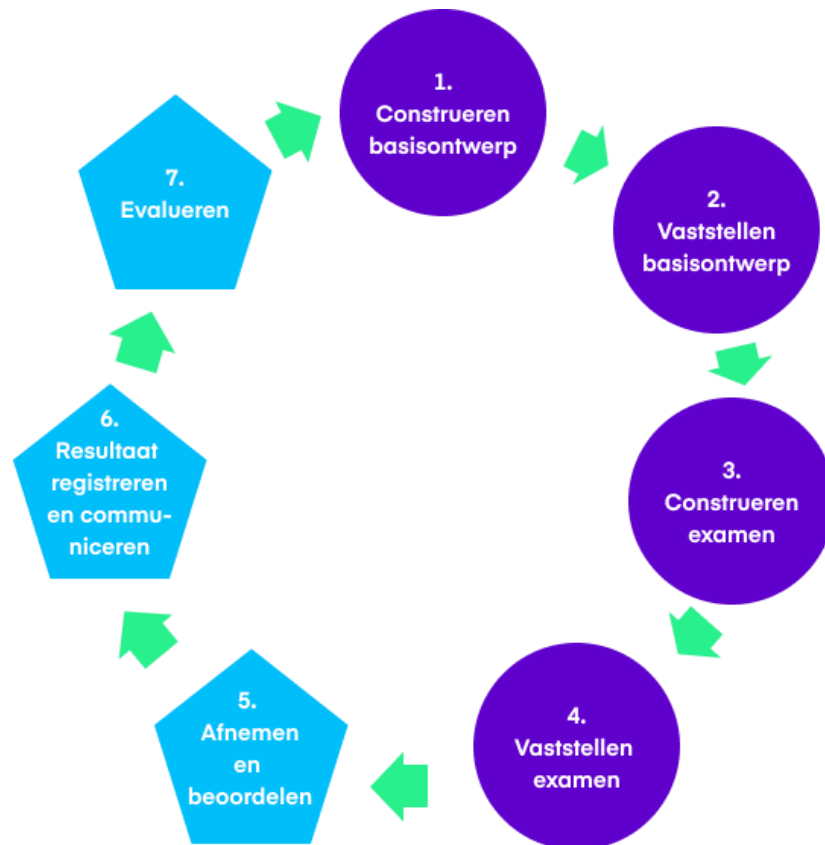 1.
Construeren
basisontwerp
2.
Vaststellen
basisontwerp
3.
Construeren
examen
4.
Vaststellen
examen
5.
Afnemen
en
beoordelen
6.
Resultaat
registreren
en commu-
niceren
7.
Evalueren